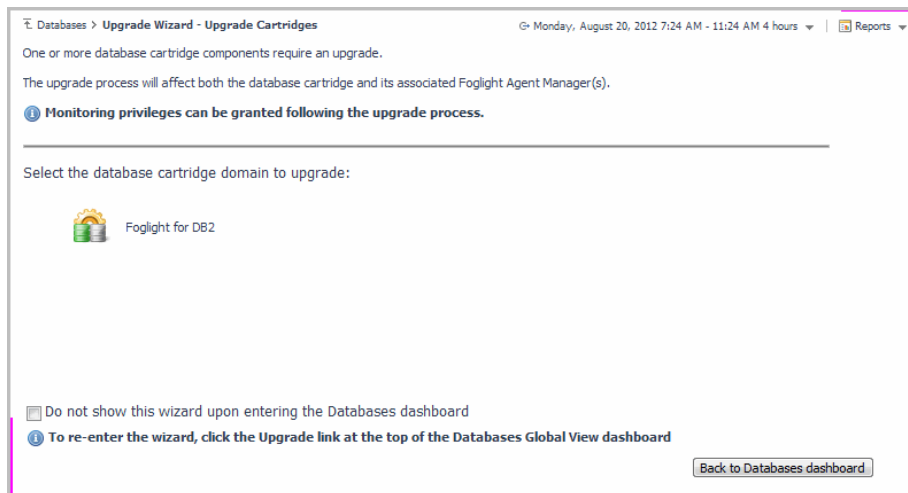 Databases > Upgrade Wizard - Upgrade Cartridges
Monday, August 20, 2012 7:24 AM - 11:24 AM 4 hours
Reports
One or more database cartridge components require an upgrade.
The upgrade process will affect both the database cartridge and its associated Foglight Agent Manager(s).
Monitoring privileges can be granted following the upgrade process.
Select the database cartridge domain to upgrade:
Foglight for DB2
Do not show this wizard upon entering the Databases dashboard
To re-enter the wizard, click the Upgrade link at the top of the Databases Global View dashboard
Back to Databases dashboard